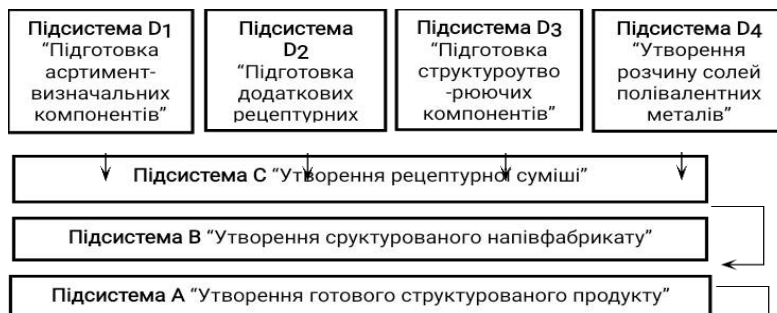 Підсистема D1
“Підготовка
асртимент-
визначальних
компонентів”
Підсистема
D2
“Підготовка
додаткових
рецептурних
Підсистема D3
“Підготовка
структуроутво
-рюючих
компонентів”
Підсистема D4
“Утворення
розчину солей
полівалентних
металів”
Підсистема С “Утворення рецептурної суміші”
Підсистема В “Утворення сруктурованого напівфабрикату”
Підсистема А “Утворення готового структурованого продукту”